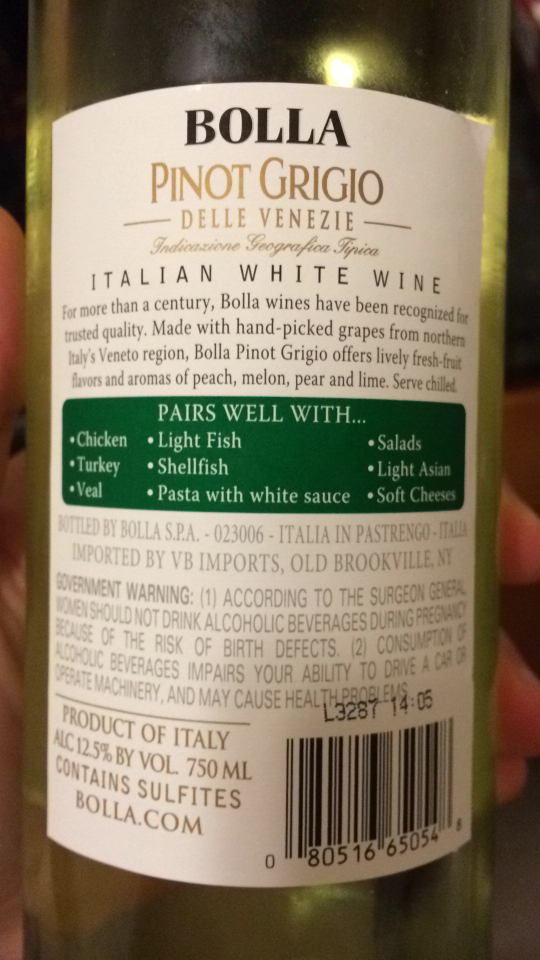 BOLLA
PINOT GRIGIO
DELLE VENEZIE
Indicazione Geografica Tipica
ITALIAN WHITE WINE
For more than a century, Bolla wines have been recognized for
trusted quality. Made with hand-picked grapes from northern
Italy's Veneto region, Bolla Pinot Grigio offers lively fresh-fruit
flavors and aromas of peach, melon, pear and lime. Serve chilled.
PAIRS WELL WITH...
•Chicken •Light Fish •Salads
•Turkey •Shellfish •Light Asian
•Veal •Pasta with white sauce •Soft Cheeses
BOTTLED BY BOLLA S.P.A. - 023006 - ITALIA IN PASTRENGO - ITALIA
IMPORTED BY VB IMPORTS, OLD BROOKVILLE, NY
GOVERNMENT WARNING: (1) ACCORDING TO THE SURGEON GENERAL,
WOMEN SHOULD NOT DRINK ALCOHOLIC BEVERAGES DURING PREGNANCY
BECAUSE OF THE RISK OF BIRTH DEFECTS. (2) CONSUMPTION OF
ALCOHOLIC BEVERAGES IMPAIRS YOUR ABILITY TO DRIVE A CAR OR
OPERATE MACHINERY, AND MAY CAUSE HEALTH PROBLEMS.
L3287 14:05
PRODUCT OF ITALY
ALC 12.5% BY VOL. 750 ML
CONTAINS SULFITES
BOLLA.COM
0 80516 65054 8